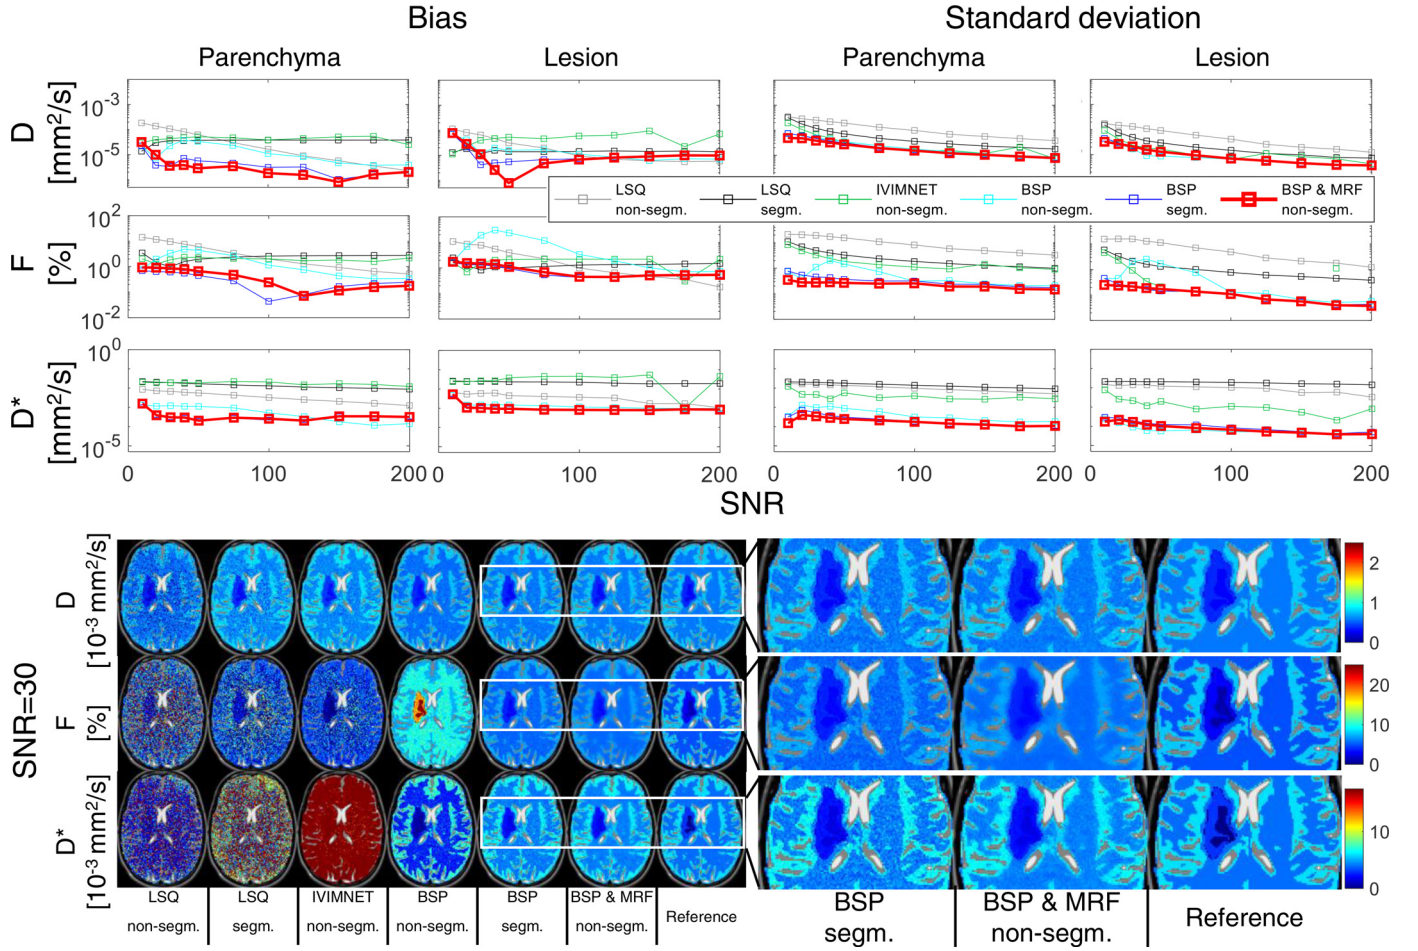 Bias
Standard deviation
Parenchyma
Lesion
Parenchyma
Lesion
D
[mm²/s]
10⁻³
10⁻⁵
LSQ
non-segm.
LSQ
segm.
IVIMNET
non-segm.
BSP
non-segm.
BSP
segm.
BSP & MRF
non-segm.
F
[%]
10²
10⁰
10⁻²
D*
[mm²/s]
10⁰
10⁻⁵
0 100 200
0 100 200
0 100 200
0 100 200
SNR
SNR=30
D
[10⁻³ mm²/s]
2
1
0
F
[%]
20
10
0
D*
[10⁻³ mm²/s]
10
0
LSQ
non-segm.
LSQ
segm.
IVIMNET
non-segm.
BSP
non-segm.
BSP
segm.
BSP & MRF
non-segm.
Reference
BSP
segm.
BSP & MRF
non-segm.
Reference